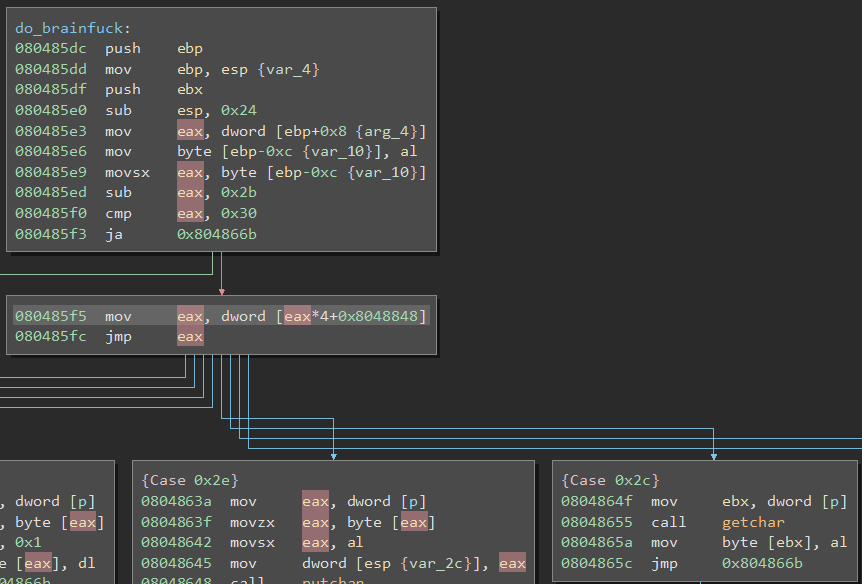 do_brainfuck:
080485dc push ebp
080485dd mov ebp, esp {var_4}
080485df push ebx
080485e0 sub esp, 0x24
080485e3 mov eax, dword [ebp+0x8 {arg_4}]
080485e6 mov byte [ebp-0xc {var_10}], al
080485e9 movsx eax, byte [ebp-0xc {var_10}]
080485ed sub eax, 0x2b
080485f0 cmp eax, 0x30
080485f3 ja 0x804866b
080485f5 mov eax, dword [eax*4+0x8048848]
080485fc jmp eax
, dword [p]
, byte [eax]
, 0x1
e [eax], dl
04866b
{Case 0x2e}
0804863a mov eax, dword [p]
0804863f movzx eax, byte [eax]
08048642 movsx eax, al
08048645 mov dword [esp {var_2c}], eax
08048648 call putchar
{Case 0x2c}
0804864f mov ebx, dword [p]
08048655 call getchar
0804865a mov byte [ebx], al
0804865c jmp 0x804866b